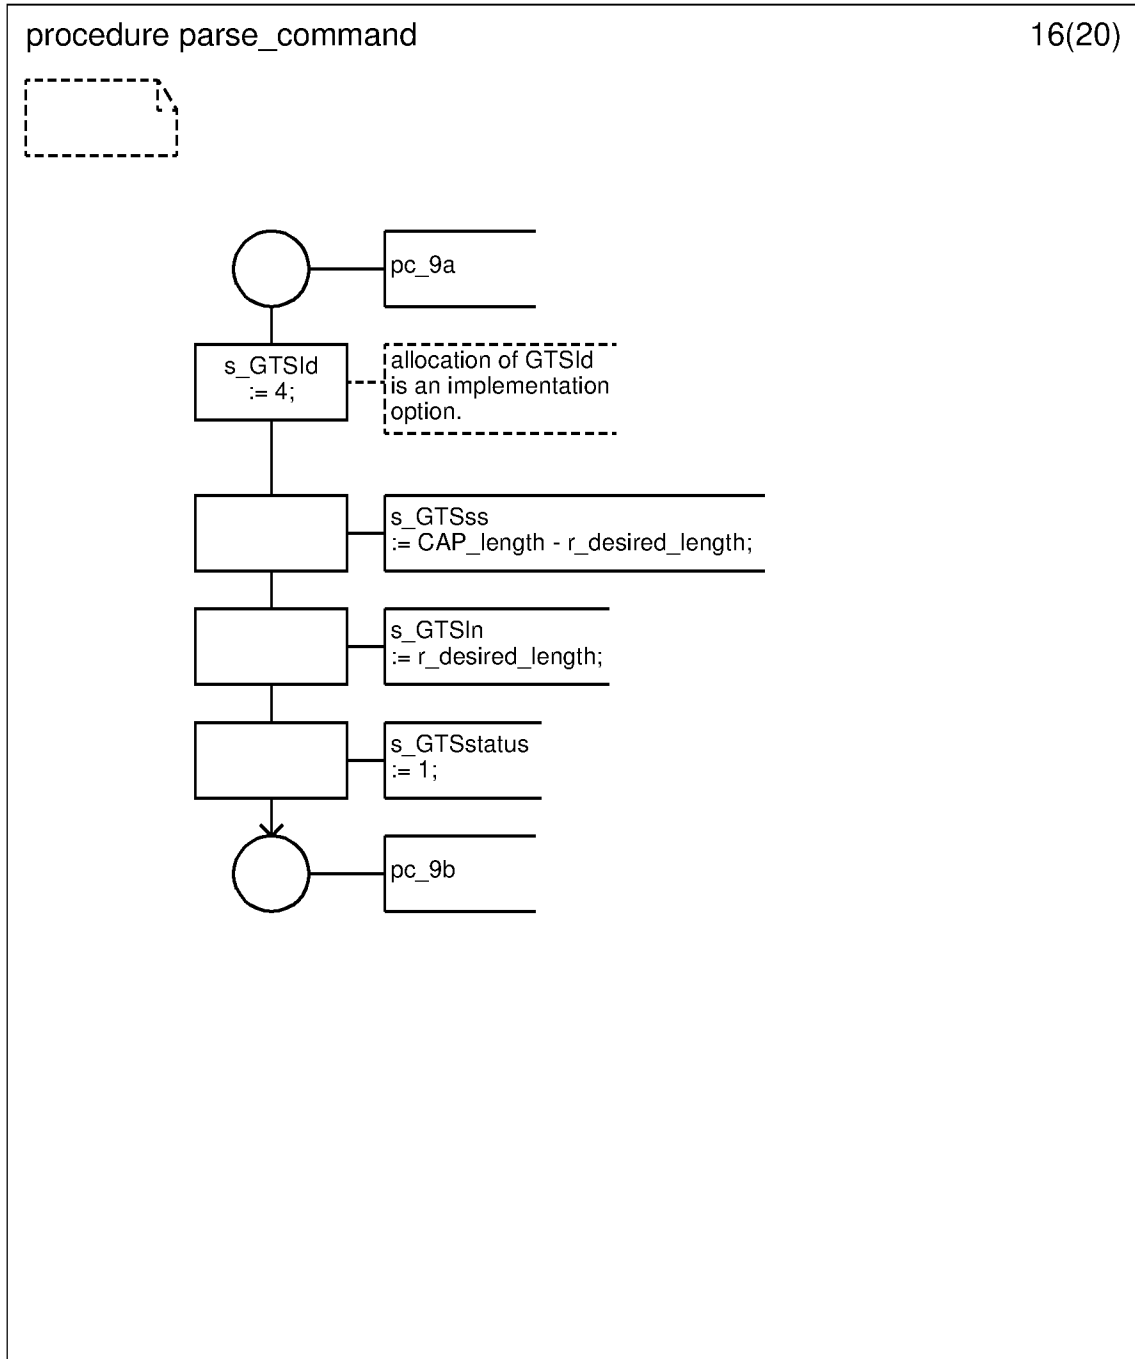 procedure parse_command
16(20)
pc_9a
s_GTSId
:= 4;
allocation of GTSId
is an implementation
option.
s_GTSss
:= CAP_length - r_desired_length;
s_GTSln
:= r_desired_length;
s_GTSstatus
:= 1;
pc_9b